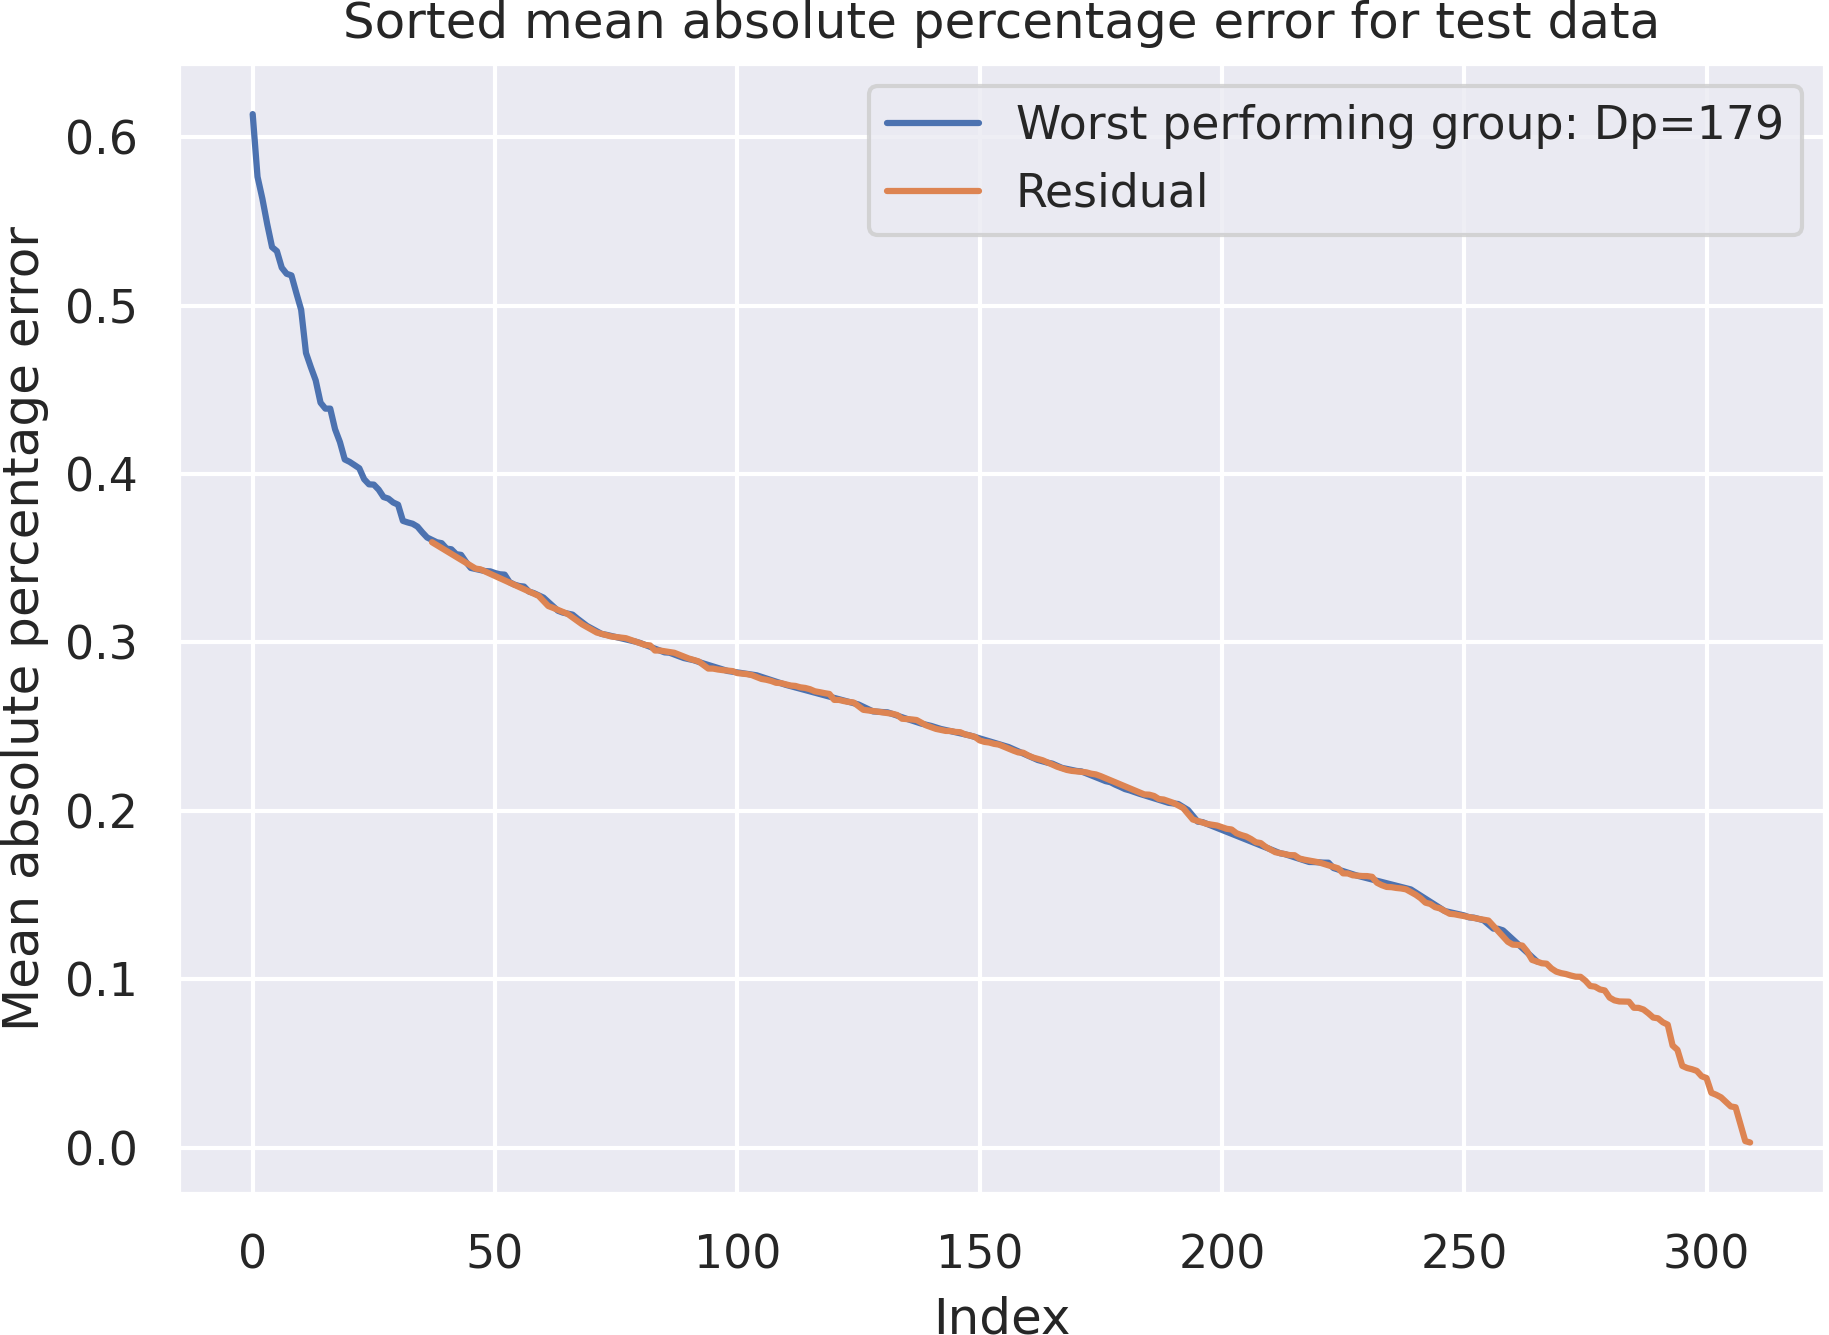 Sorted mean absolute percentage error for test data
Worst performing group: Dp=179
Residual
Mean absolute percentage error
0.6
0.5
0.4
0.3
0.2
0.1
0.0
0 50 100 150 200 250 300
Index